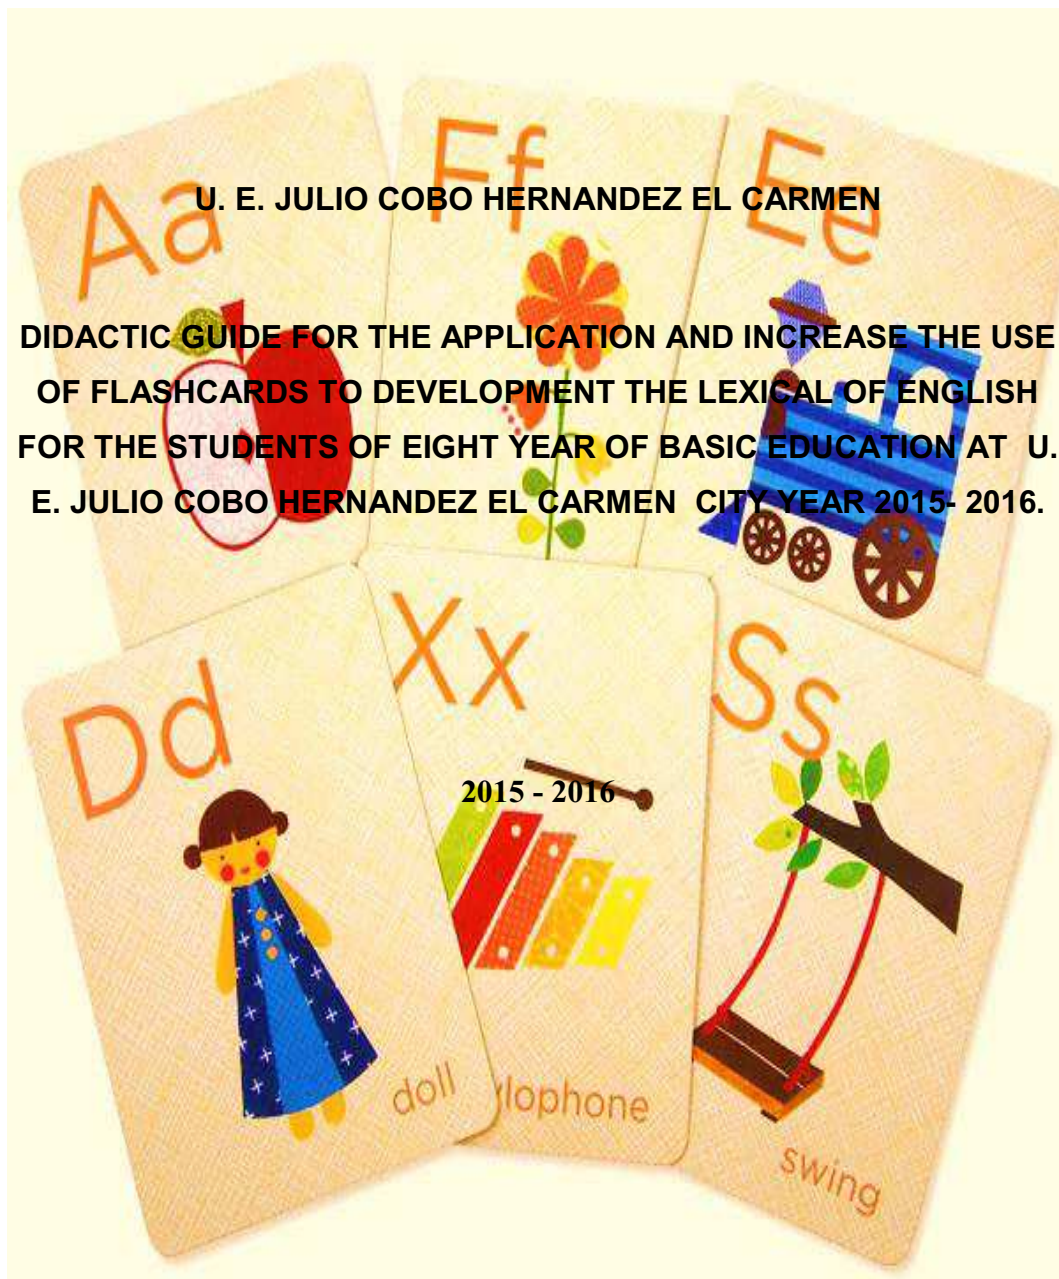 Aa
Ff
Ee
U. E. JULIO COBO HERNANDEZ EL CARMEN
DIDACTIC GUIDE FOR THE APPLICATION AND INCREASE THE USE
OF FLASHCARDS TO DEVELOPMENT THE LEXICAL OF ENGLISH
FOR THE STUDENTS OF EIGHT YEAR OF BASIC EDUCATION AT U.
E. JULIO COBO HERNANDEZ EL CARMEN CITY YEAR 2015- 2016.
Dd
Xx
Ss
2015 - 2016
doll
ylophone
swing